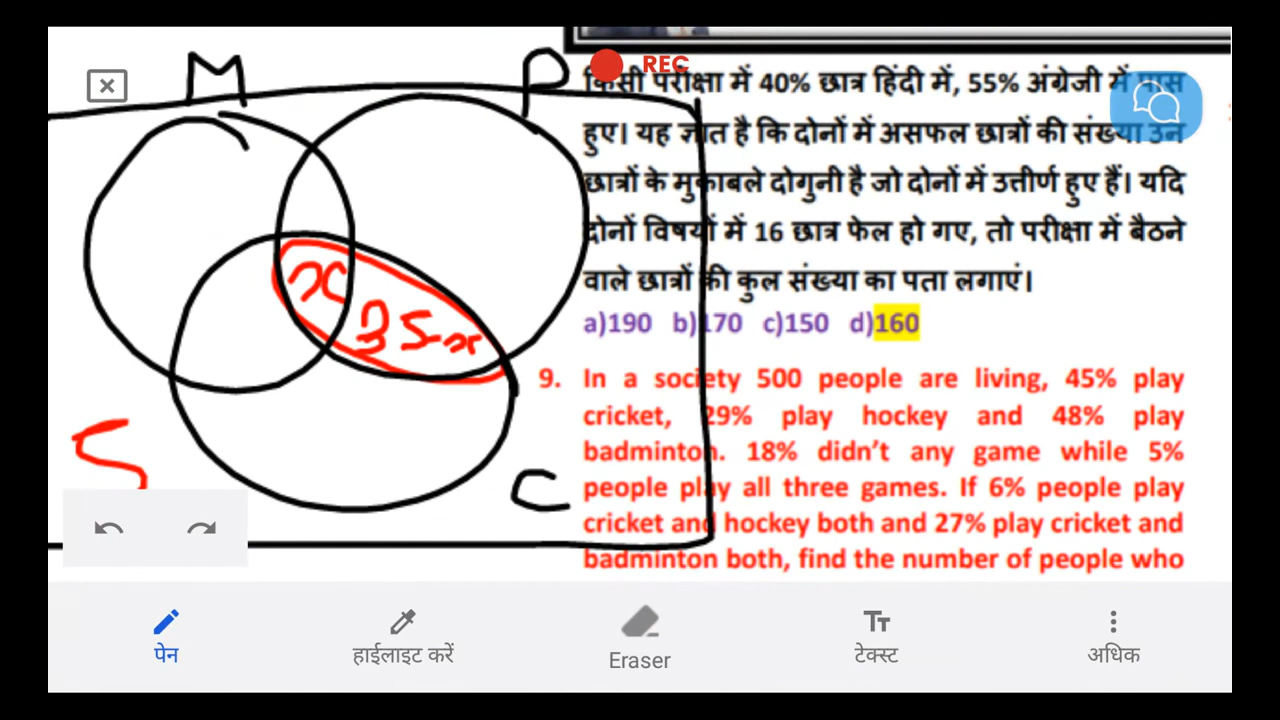 M
P
REC
किसी परीक्षा में 40% छात्र हिंदी में, 55% अंग्रेजी में पास
हुए। यह ज्ञात है कि दोनों में असफल छात्रों की संख्या उन
छात्रों के मुकाबले दोगुनी है जो दोनों में उत्तीर्ण हुए हैं। यदि
दोनों विषयों में 16 छात्र फेल हो गए, तो परीक्षा में बैठने
वाले छात्रों की कुल संख्या का पता लगाएं।
a)190 b)170 c)150 d)160
x
35-x
9. In a society 500 people are living, 45% play
cricket, 29% play hockey and 48% play
badminton. 18% didn't any game while 5%
people play all three games. If 6% people play
cricket and hockey both and 27% play cricket and
badminton both, find the number of people who
5
C
पेन
हाईलाइट करें
Eraser
Tт
टेक्स्ट
अधिक